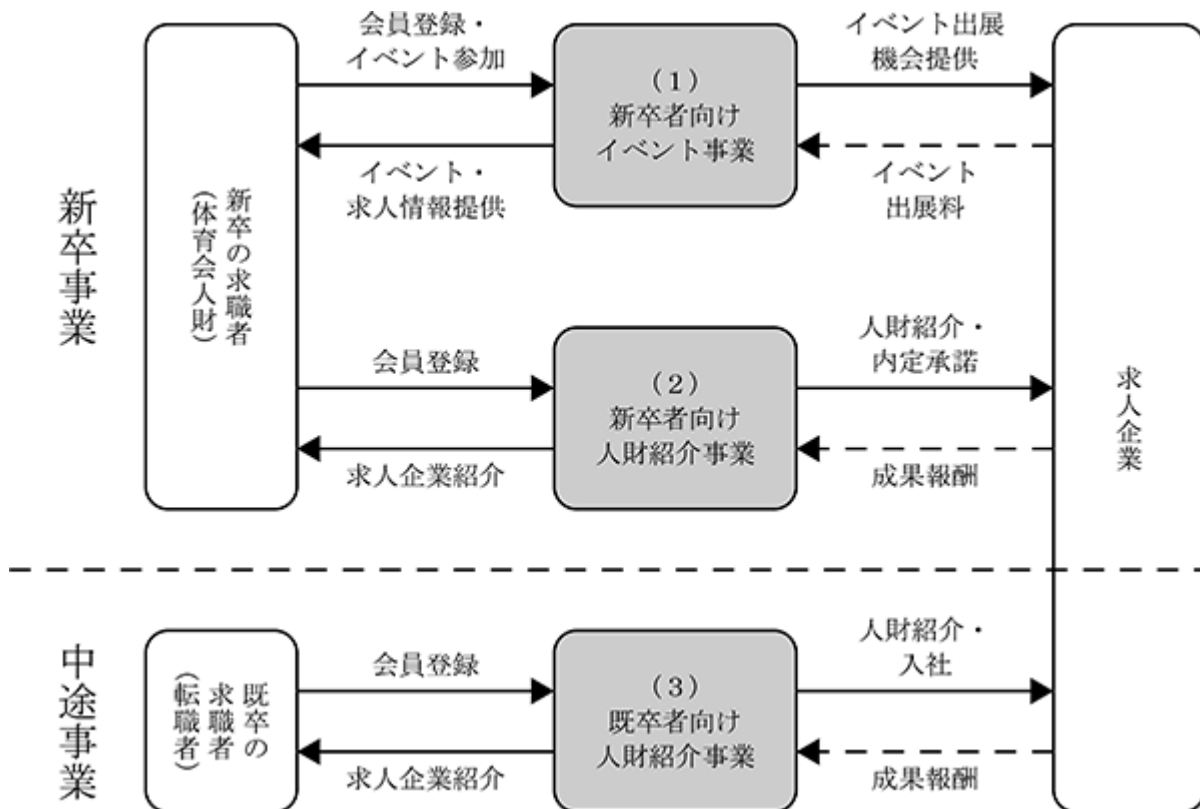 新卒事業
新卒の求職者
（体育会人財）
会員登録・
イベント参加
イベント・
求人情報提供
（１）
新卒者向け
イベント事業
イベント出展
機会提供
イベント
出展料
会員登録
求人企業紹介
（２）
新卒者向け
人財紹介事業
人財紹介・
内定承諾
成果報酬
求人企業
中途事業
既卒の
求職者
（転職者）
会員登録
求人企業紹介
（３）
既卒者向け
人財紹介事業
人財紹介・
入社
成果報酬